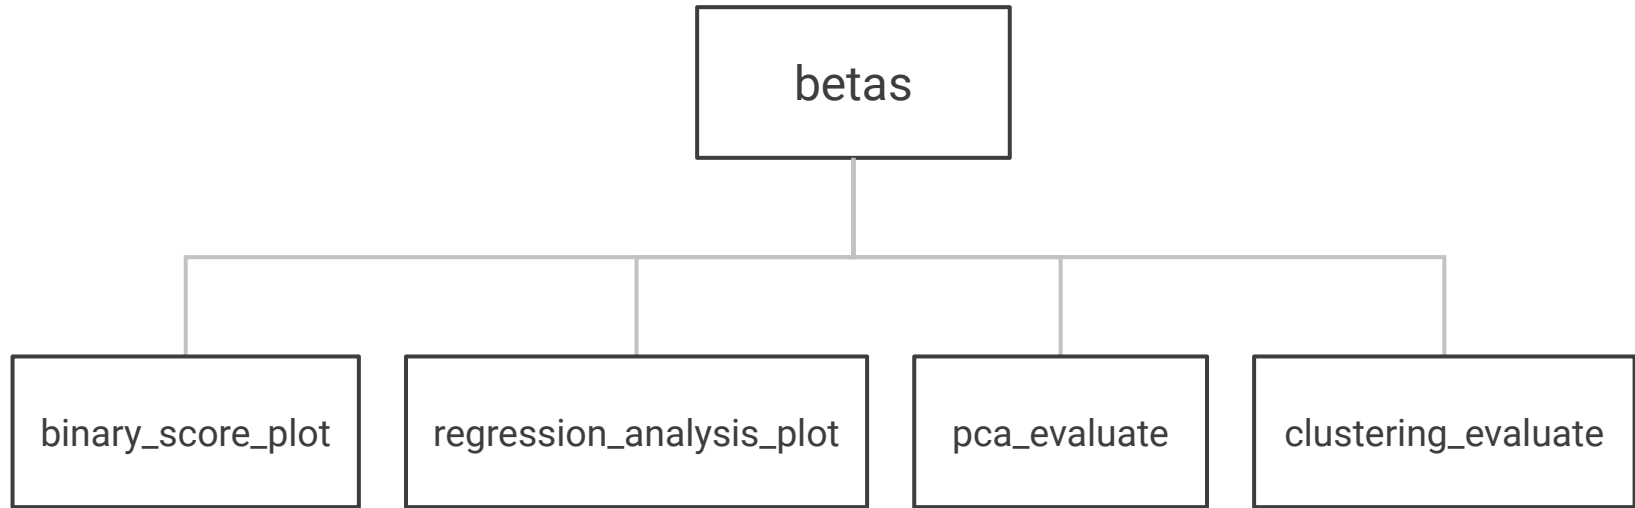 betas
binary_score_plot
regression_analysis_plot
pca_evaluate
clustering_evaluate